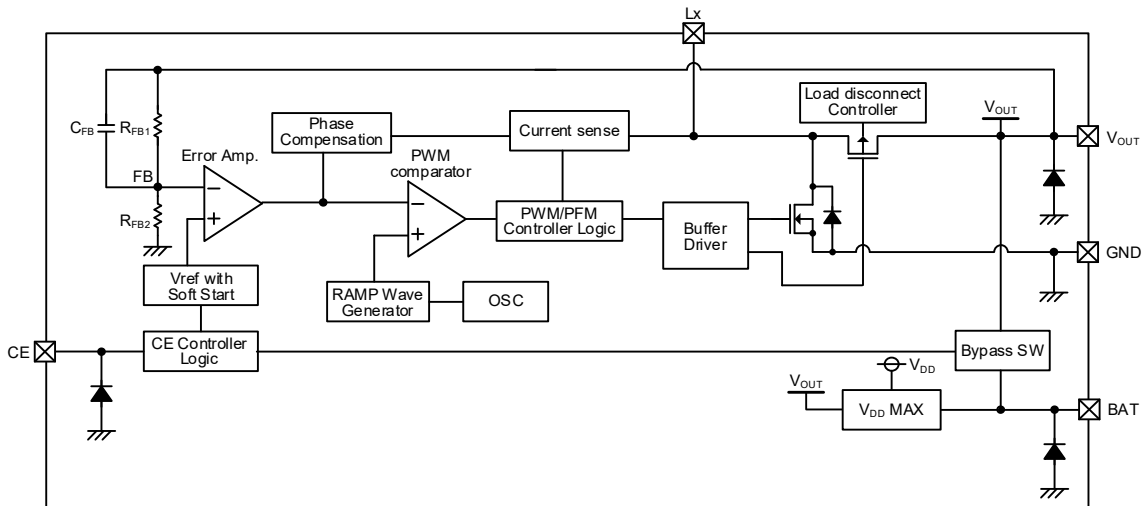 Lx
Load disconnect
Controller
VOUT
CFB
RFB1
Phase
Compensation
Current sense
VOUT
Error Amp.
PWM
comparator
FB
RFB2
PWM/PFM
Controller Logic
Buffer
Driver
GND
Vref with
Soft Start
RAMP Wave
Generator
OSC
CE
CE Controller
Logic
Bypass SW
VDD
VOUT
VDD MAX
BAT